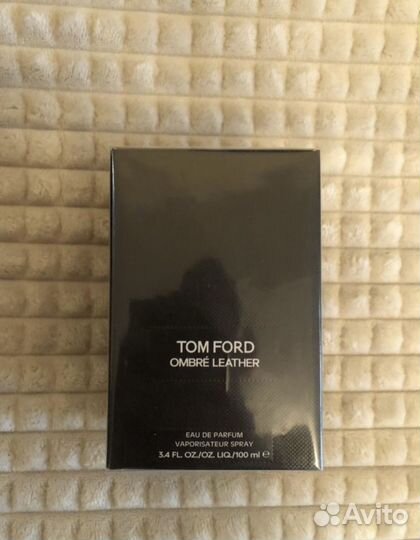 TOM FORD
OMBRÉ LEATHER
EAU DE PARFUM
VAPORISATEUR SPRAY
3.4 FL. OZ./OZ. LIQ./100 ml ℮
Avito